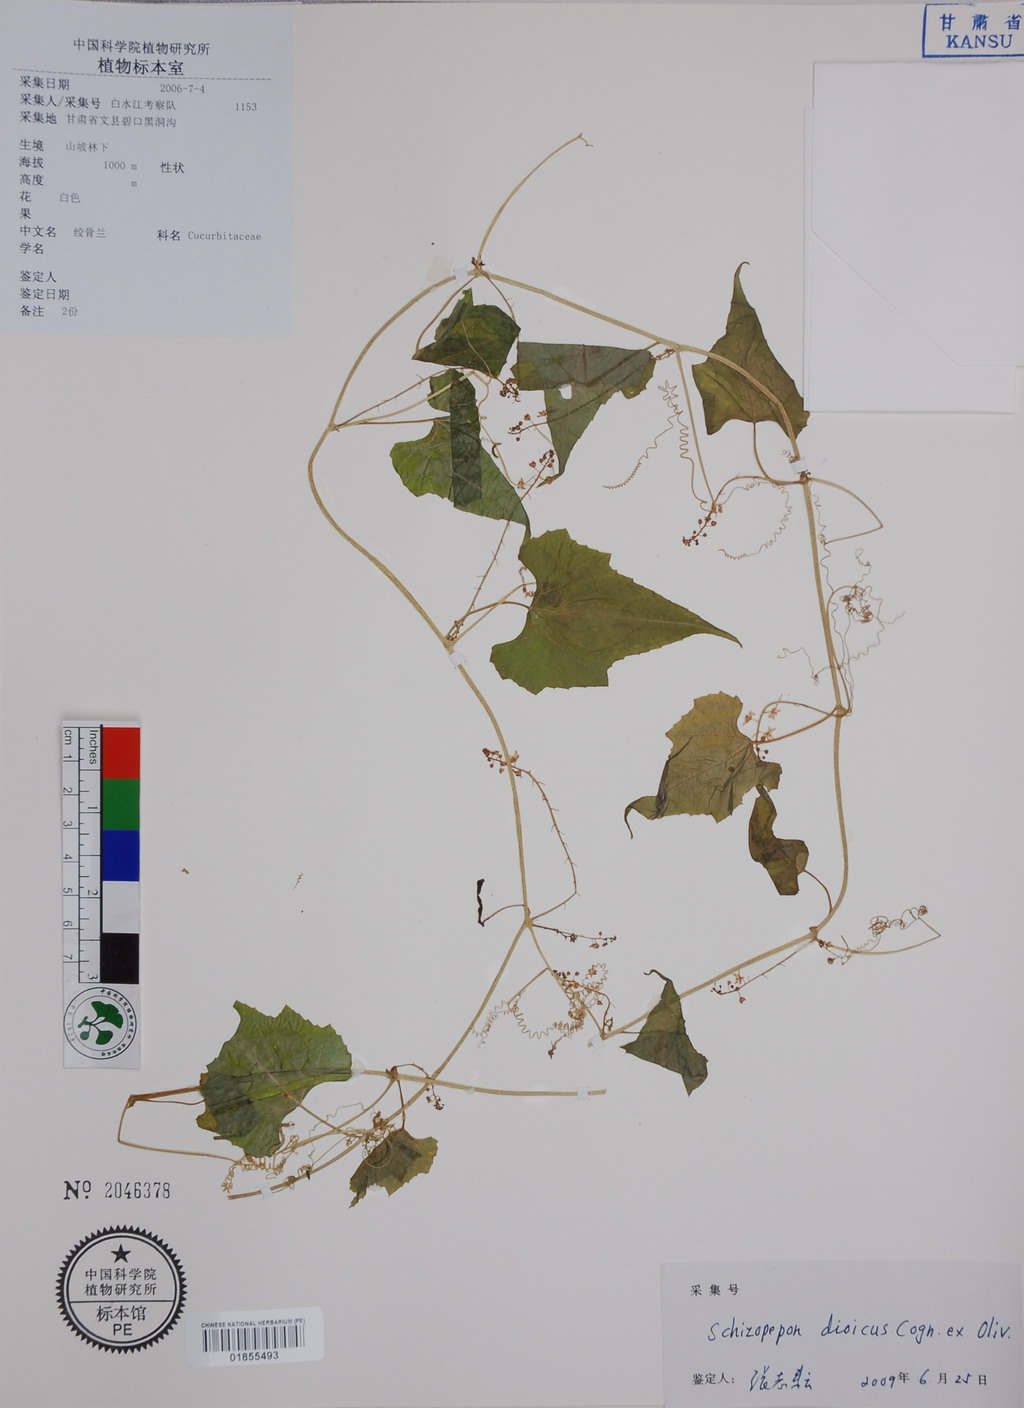 甘肃省
KANSU
中国科学院植物研究所
植物标本室
采集日期 2006-7-4
采集人/采集号 白水江考察队 1153
采集地 甘肃省文县碧口黑洞沟
生境 山坡林下
海拔 1000 m 性状
高度 m
花 白色
果
中文名 绞骨兰 科名 Cucurbitaceae
学名
鉴定人
鉴定日期
备注 2份
Inches
cm
1 2 3 4 5 6 7
1 2 3
№ 2046378
中国科学院
植物研究所
标本馆
PE
CHINESE NATIONAL HERBARIUM (PE)
01855493
采集号
Schizopepon dioicus Cogn. ex Oliv.
鉴定人: 张志耘 2009年 6月 25日